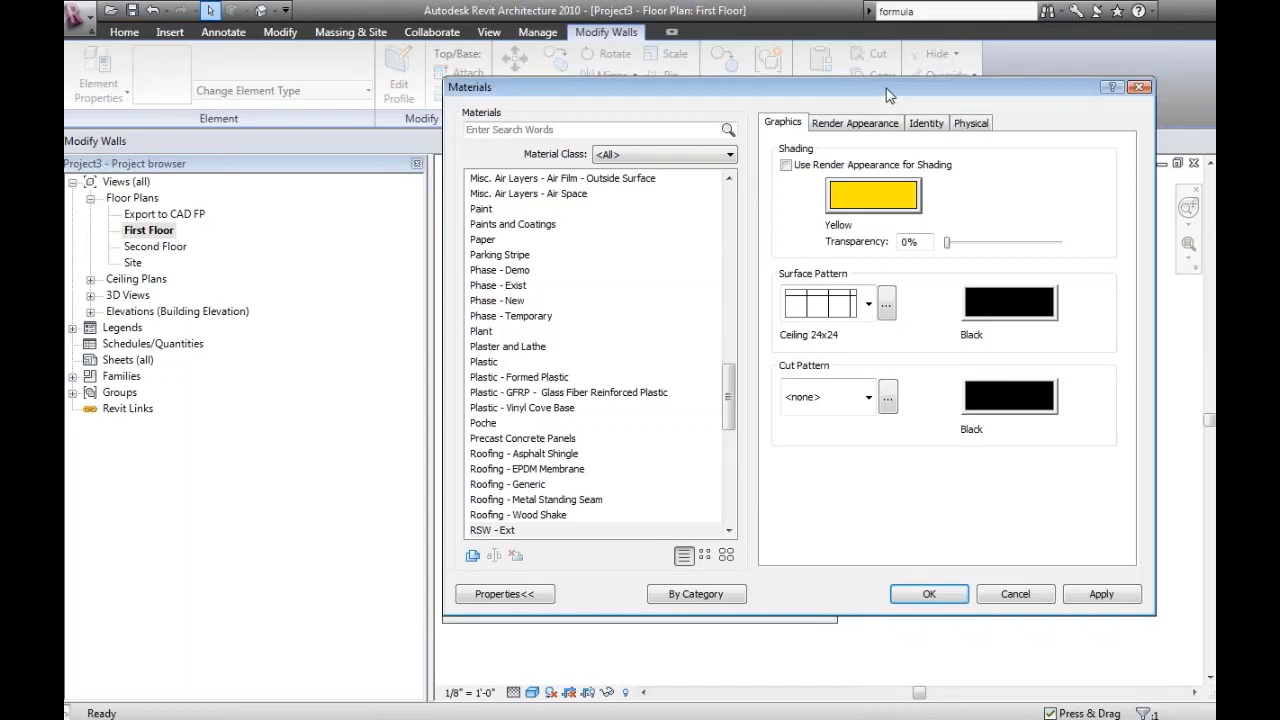 Autodesk Revit Architecture 2010 - [Project3 - Floor Plan: First Floor]
formula
Home Insert Annotate Modify Massing & Site Collaborate View Manage Modify Walls
Element
Properties
Change Element Type
Top/Base:
Attach
Edit
Profile
Rotate
Scale
Cut
Hide
Element
Modify
Modify Walls
Project3 - Project browser
Views (all)
Floor Plans
Export to CAD FP
First Floor
Second Floor
Site
Ceiling Plans
3D Views
Elevations (Building Elevation)
Legends
Schedules/Quantities
Sheets (all)
Families
Groups
Revit Links
Materials
Materials
Enter Search Words
Material Class: <All>
Misc. Air Layers - Air Film - Outside Surface
Misc. Air Layers - Air Space
Paint
Paints and Coatings
Paper
Parking Stripe
Phase - Demo
Phase - Exist
Phase - New
Phase - Temporary
Plant
Plaster and Lathe
Plastic
Plastic - Formed Plastic
Plastic - GFRP - Glass Fiber Reinforced Plastic
Plastic - Vinyl Cove Base
Poche
Precast Concrete Panels
Roofing - Asphalt Shingle
Roofing - EPDM Membrane
Roofing - Generic
Roofing - Metal Standing Seam
Roofing - Wood Shake
RSW - Ext
Properties<<
By Category
Graphics Render Appearance Identity Physical
Shading
Use Render Appearance for Shading
Yellow
Transparency: 0%
Surface Pattern
Ceiling 24x24
Black
Cut Pattern
<none>
Black
OK Cancel Apply
1/8" = 1'-0"
Ready
Press & Drag
:1